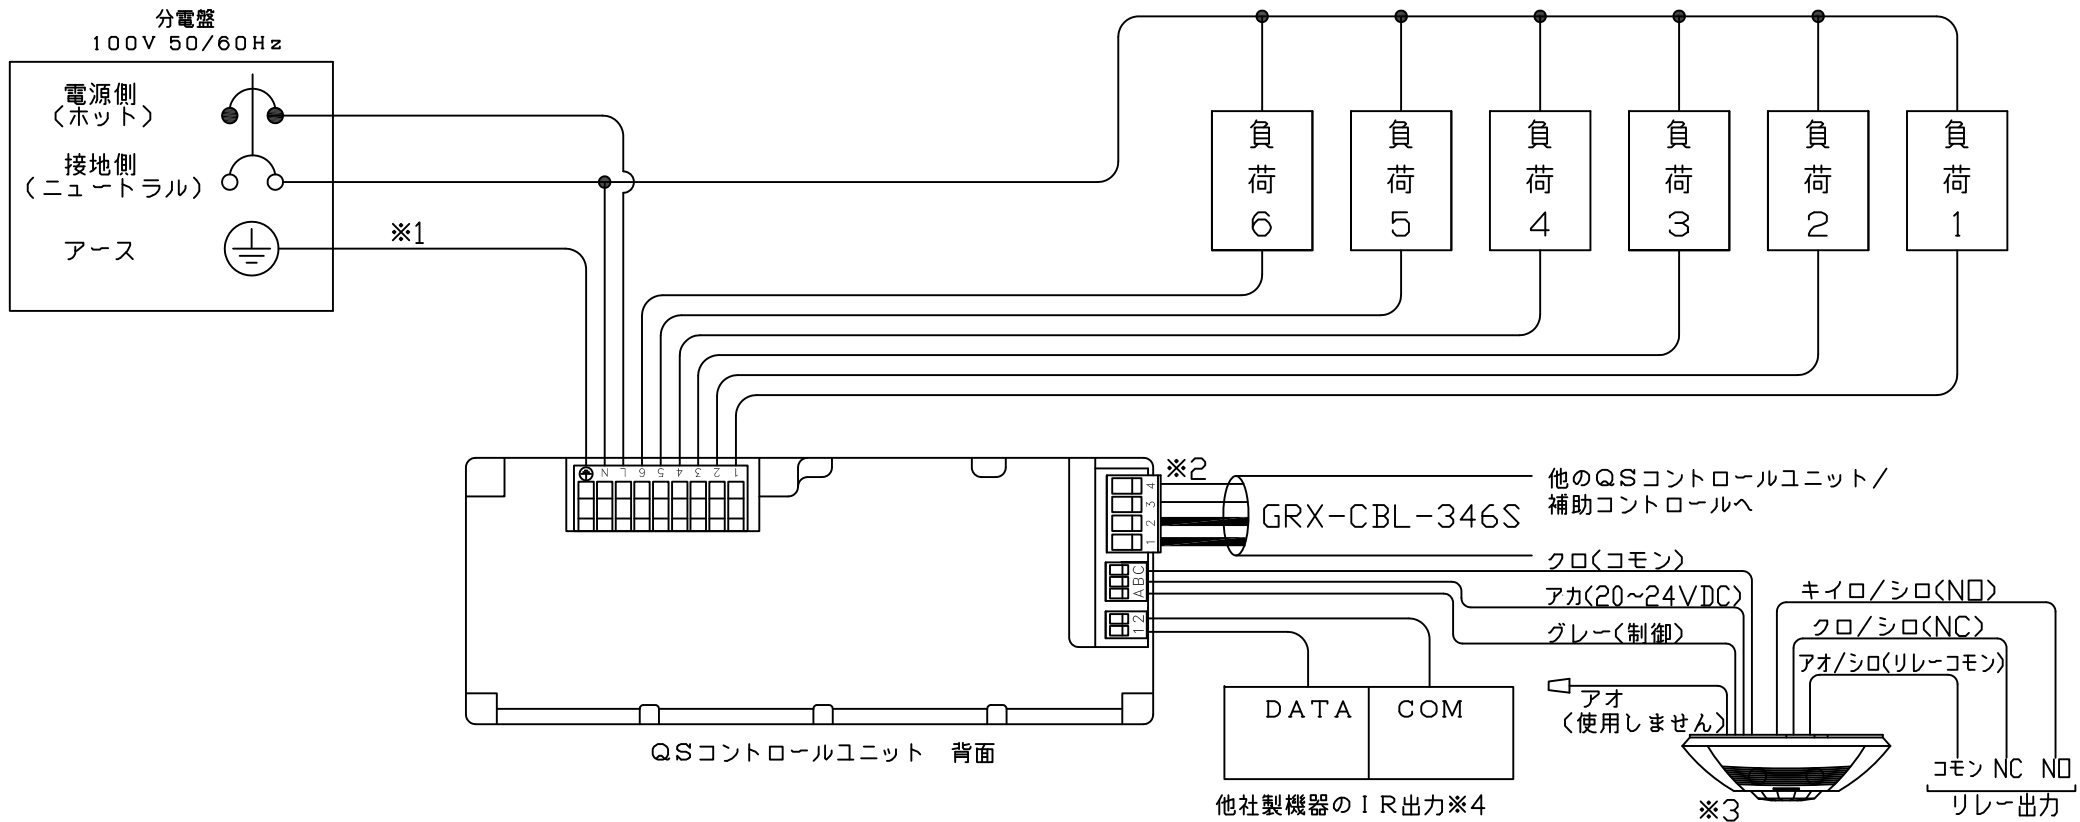 分電盤
100V 50/60Hz
電源側
(ホット)
接地側
(ニュートラル)
アース
※1
負荷6
負荷5
負荷4
負荷3
負荷2
負荷1
N L 6 5 4 3 2 1
※2
4
3
2
1
GRX-CBL-346S
他のQSコントロールユニット/
補助コントロールへ
A B C
1 2
クロ(コモン)
アカ(20~24VDC)
グレー(制御)
アオ
(使用しません)
キイロ/シロ(NO)
クロ/シロ(NC)
アオ/シロ(リレーコモン)
DATA COM
他社製機器のIR出力※4
QSコントロールユニット 背面
※3
コモン NC NO
リレー出力